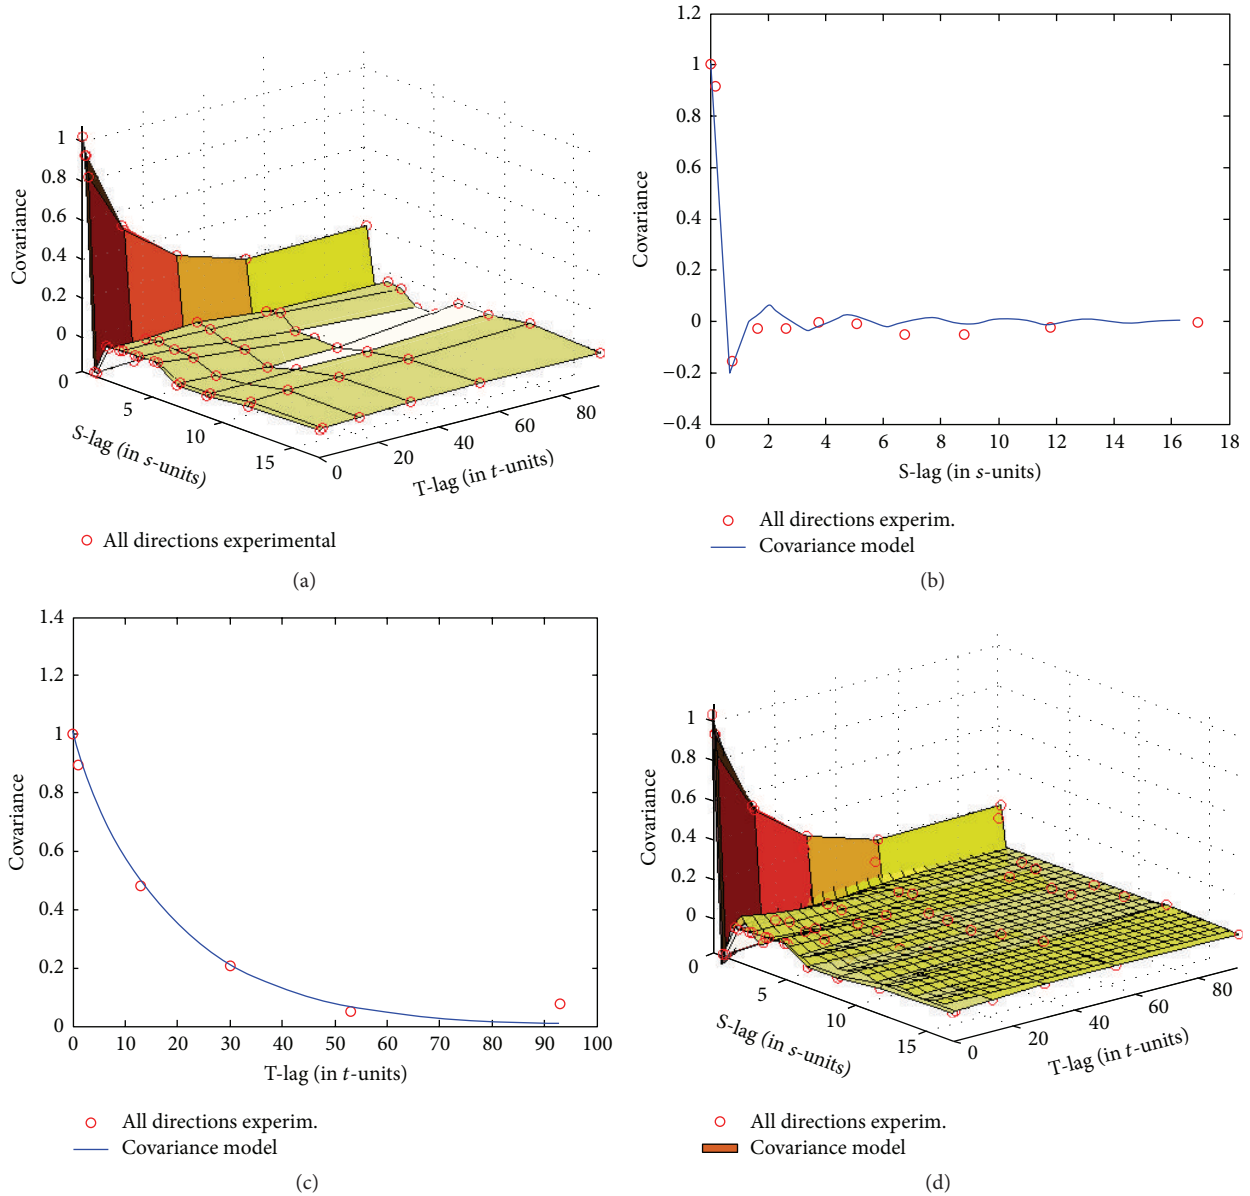 1
0.8
0.6
0.4
0.2
0
Covariance
0
5
10
15
S-lag (in s-units)
0
20
40
60
80
T-lag (in t-units)
All directions experimental
(a)
1.2
1
0.8
0.6
0.4
0.2
0
−0.2
−0.4
Covariance
0 2 4 6 8 10 12 14 16 18
S-lag (in s-units)
All directions experim.
Covariance model
(b)
1.4
1.2
1
0.8
0.6
0.4
0.2
0
Covariance
0 10 20 30 40 50 60 70 80 90 100
T-lag (in t-units)
All directions experim.
Covariance model
(c)
1
0.8
0.6
0.4
0.2
0
Covariance
0
5
10
15
S-lag (in s-units)
0
20
40
60
80
T-lag (in t-units)
All directions experim.
Covariance model
(d)